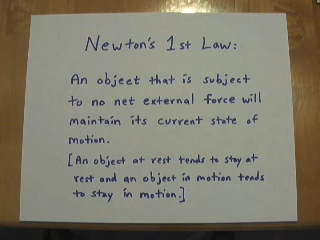 Newton's 1st Law:
An object that is subject
to no net external force will
maintain its current state of
motion.
[An object at rest tends to stay at
rest and an object in motion tends
to stay in motion.]